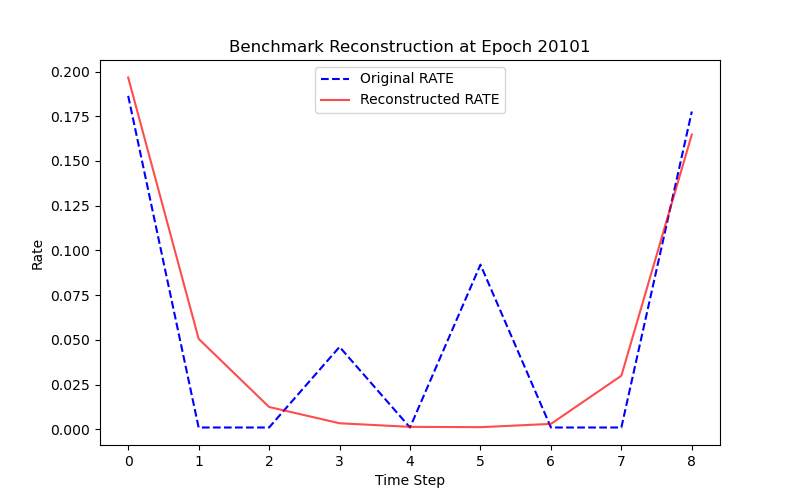 Benchmark Reconstruction at Epoch 20101
Original RATE
Reconstructed RATE
0.200
0.175
0.150
0.125
0.100
0.075
0.050
0.025
0.000
Rate
0 1 2 3 4 5 6 7 8
Time Step